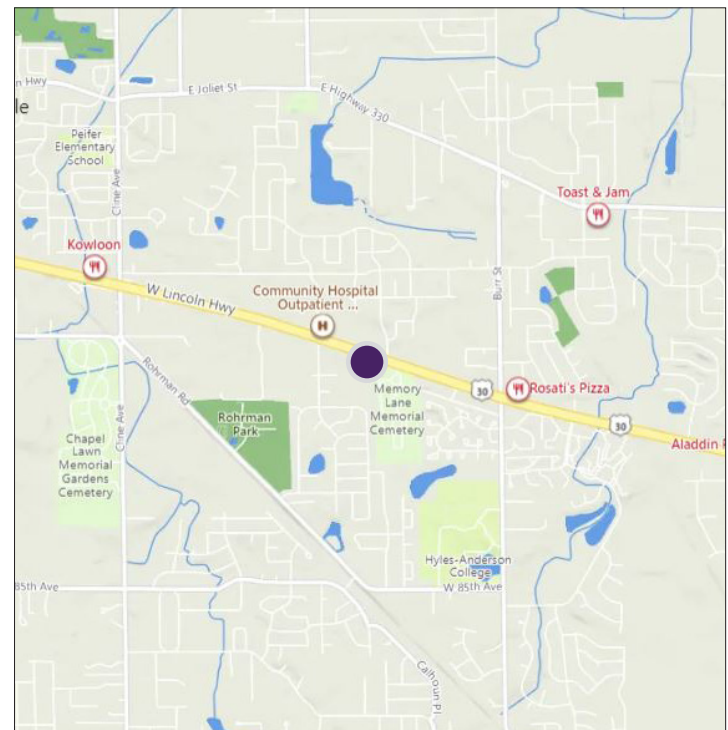 n Hwy
E Joliet St
E Highway 330
le
Peifer
Elementary
School
Cline Ave
Toast & Jam
Kowloon
W Lincoln Hwy
Community Hospital
Outpatient ...
H
Burr St
Rohrman Rd
30
Rosati's Pizza
Memory
Lane
Memorial
Cemetery
Rohrman
Park
30
Cline Ave
Chapel
Lawn
Memorial
Gardens
Cemetery
Aladdin P
Hyles-Anderson
College
85th Ave
W 85th Ave
Calhoun Pl